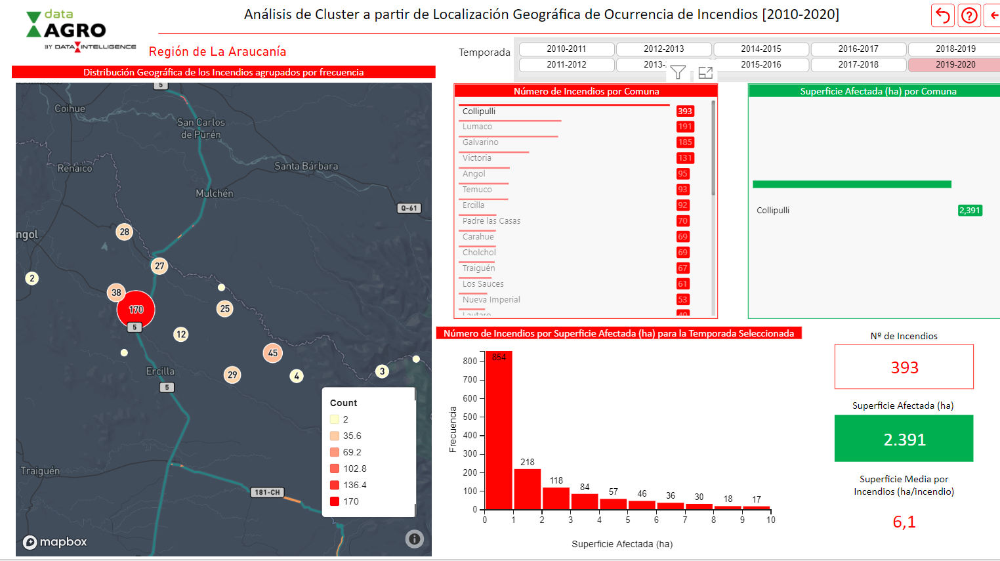 data
AGRO
BY DATA INTELLIGENCE
Análisis de Cluster a partir de Localización Geográfica de Ocurrencia de Incendios [2010-2020]
Región de La Araucanía
Temporada
2010-2011
2012-2013
2014-2015
2016-2017
2018-2019
2011-2012
2013-
2015-2016
2017-2018
2019-2020
Distribución Geográfica de los Incendios agrupados por frecuencia
5
Coihue
San Carlos
de Purén
Renaico
Santa Bárbara
Mulchén
Q-61
ngol
28
27
2
38
170
25
5
12
45
Ercilla
29
4
3
5
Traiguén
181-CH
Count
2
35.6
69.2
102.8
136.4
170
mapbox
Número de Incendios por Comuna
Collipulli 393
Lumaco 191
Galvarino 185
Victoria 131
Angol 95
Temuco 93
Ercilla 92
Padre las Casas 70
Carahue 69
Cholchol 69
Traiguén 67
Los Sauces 61
Nueva Imperial 53
Lautaro 49
Superficie Afectada (ha) por Comuna
Collipulli 2,391
Número de Incendios por Superficie Afectada (ha) para la Temporada Seleccionada
Frecuencia
800
700
600
500
400
300
200
100
0
854
218
118
84
57
46
36
30
18
17
0 1 2 3 4 5 6 7 8 9 10
Superficie Afectada (ha)
Nº de Incendios
393
Superficie Afectada (ha)
2.391
Superficie Media por
Incendios (ha/incendio)
6,1